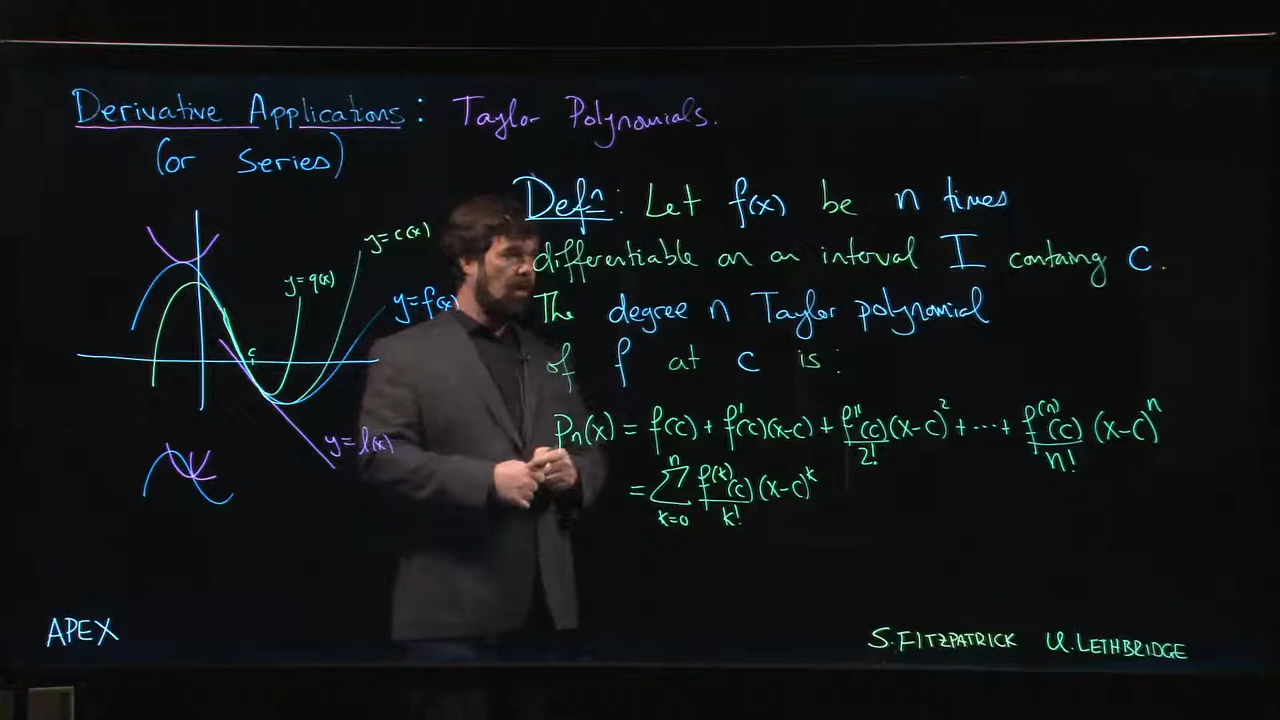 Derivative Applications: Taylor Polynomials.
(or Series)
Defⁿ: Let f(x) be n times
differentiable on an interval I containg c.
The degree n Taylor polynomial
of f at c is:
Pn(x) = f(c) + f'(c)(x-c) + f''(c)/2! (x-c)² + ... + f⁽ⁿ⁾(c)/n! (x-c)ⁿ
= Σ_{k=0}^{n} f⁽ᵏ⁾(c)/k! (x-c)ᵏ
y=c(x)
y=q(x)
y=f(x)
c
y=l(x)
APEX
S.FITZPATRICK U.LETHBRIDGE